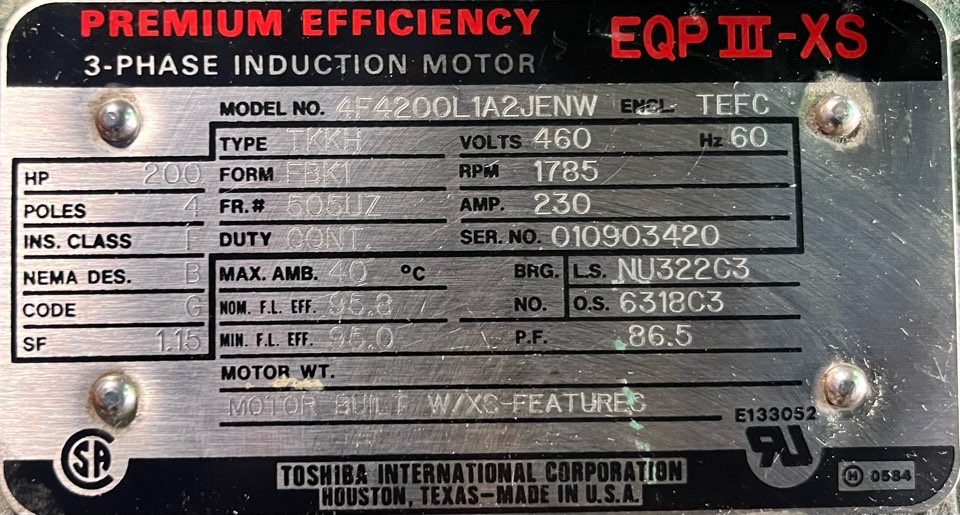 PREMIUM EFFICIENCY EQP III-XS
3-PHASE INDUCTION MOTOR
MODEL NO. 4F4200L1A2JENW ENCL. TEFC
TYPE TKKH VOLTS 460 Hz 60
HP 200 FORM FBK1 RPM 1785
POLES 4 FR.# 505UZ AMP. 230
INS. CLASS F DUTY CONT. SER. NO. 010903420
NEMA DES. B MAX. AMB. 40 °C BRG. L.S. NU322C3
CODE G NOM. F.L. EFF. 95.8 NO. O.S. 6318C3
SF 1.15 MIN. F.L. EFF. 95.0 P.F. 86.5
MOTOR WT.
MOTOR BUILT W/XS-FEATURES
E133052
SA
TOSHIBA INTERNATIONAL CORPORATION
HOUSTON, TEXAS-MADE IN U.S.A.
H 0584